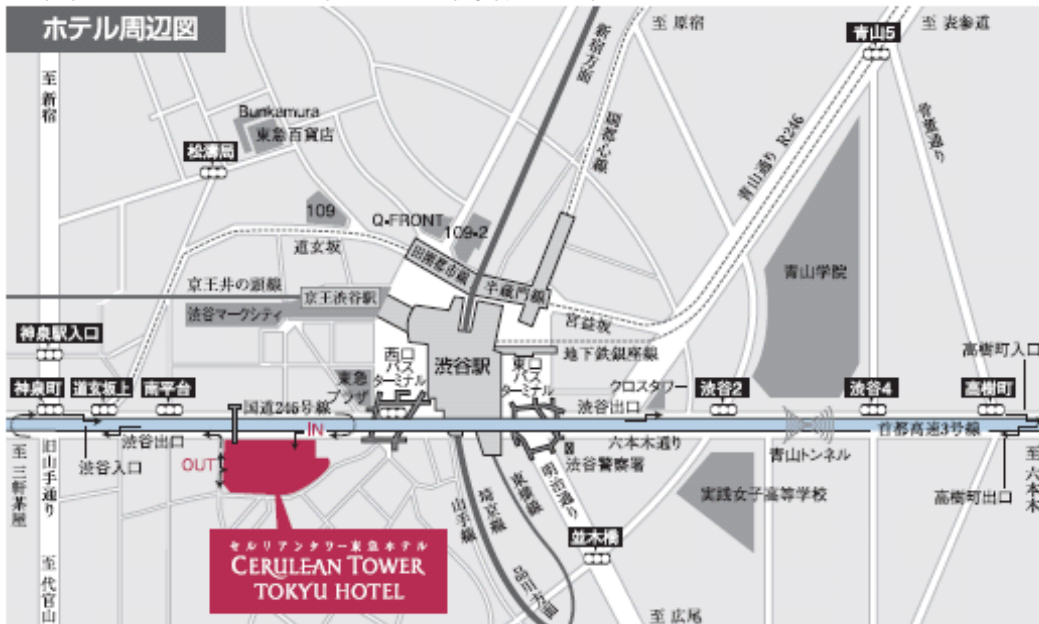 ホテル周辺図
至 原宿
青山5
至 表参道
新宿方面
至 新宿
Bunkamura
東急百貨店
松濤局
副都心線
青山通り R246
骨董通り
109
Q-FRONT
109-2
道玄坂
田園都市線
半蔵門線
青山学院
京王井の頭線
京王渋谷駅
渋谷マークシティ
宮益坂
地下鉄銀座線
高樹町入口
神泉駅入口
西口
バス
ターミナル
渋谷駅
東口
バス
ターミナル
東急
プラザ
クロスタワー
神泉町
道玄坂上
南平台
渋谷2
渋谷4
高樹町
国道246号線
渋谷出口
IN
渋谷出口
六本木通り
首都高速3号線
渋谷入口
OUT
渋谷警察署
青山トンネル
至 三軒茶屋
旧山手通り
実践女子高等学校
高樹町出口
至 六本木
山手線
埼京線
東横線
明治通り
並木橋
セルリアンタワー東急ホテル
CERULEAN TOWER
TOKYU HOTEL
品川方面
至 代官山
至 広尾